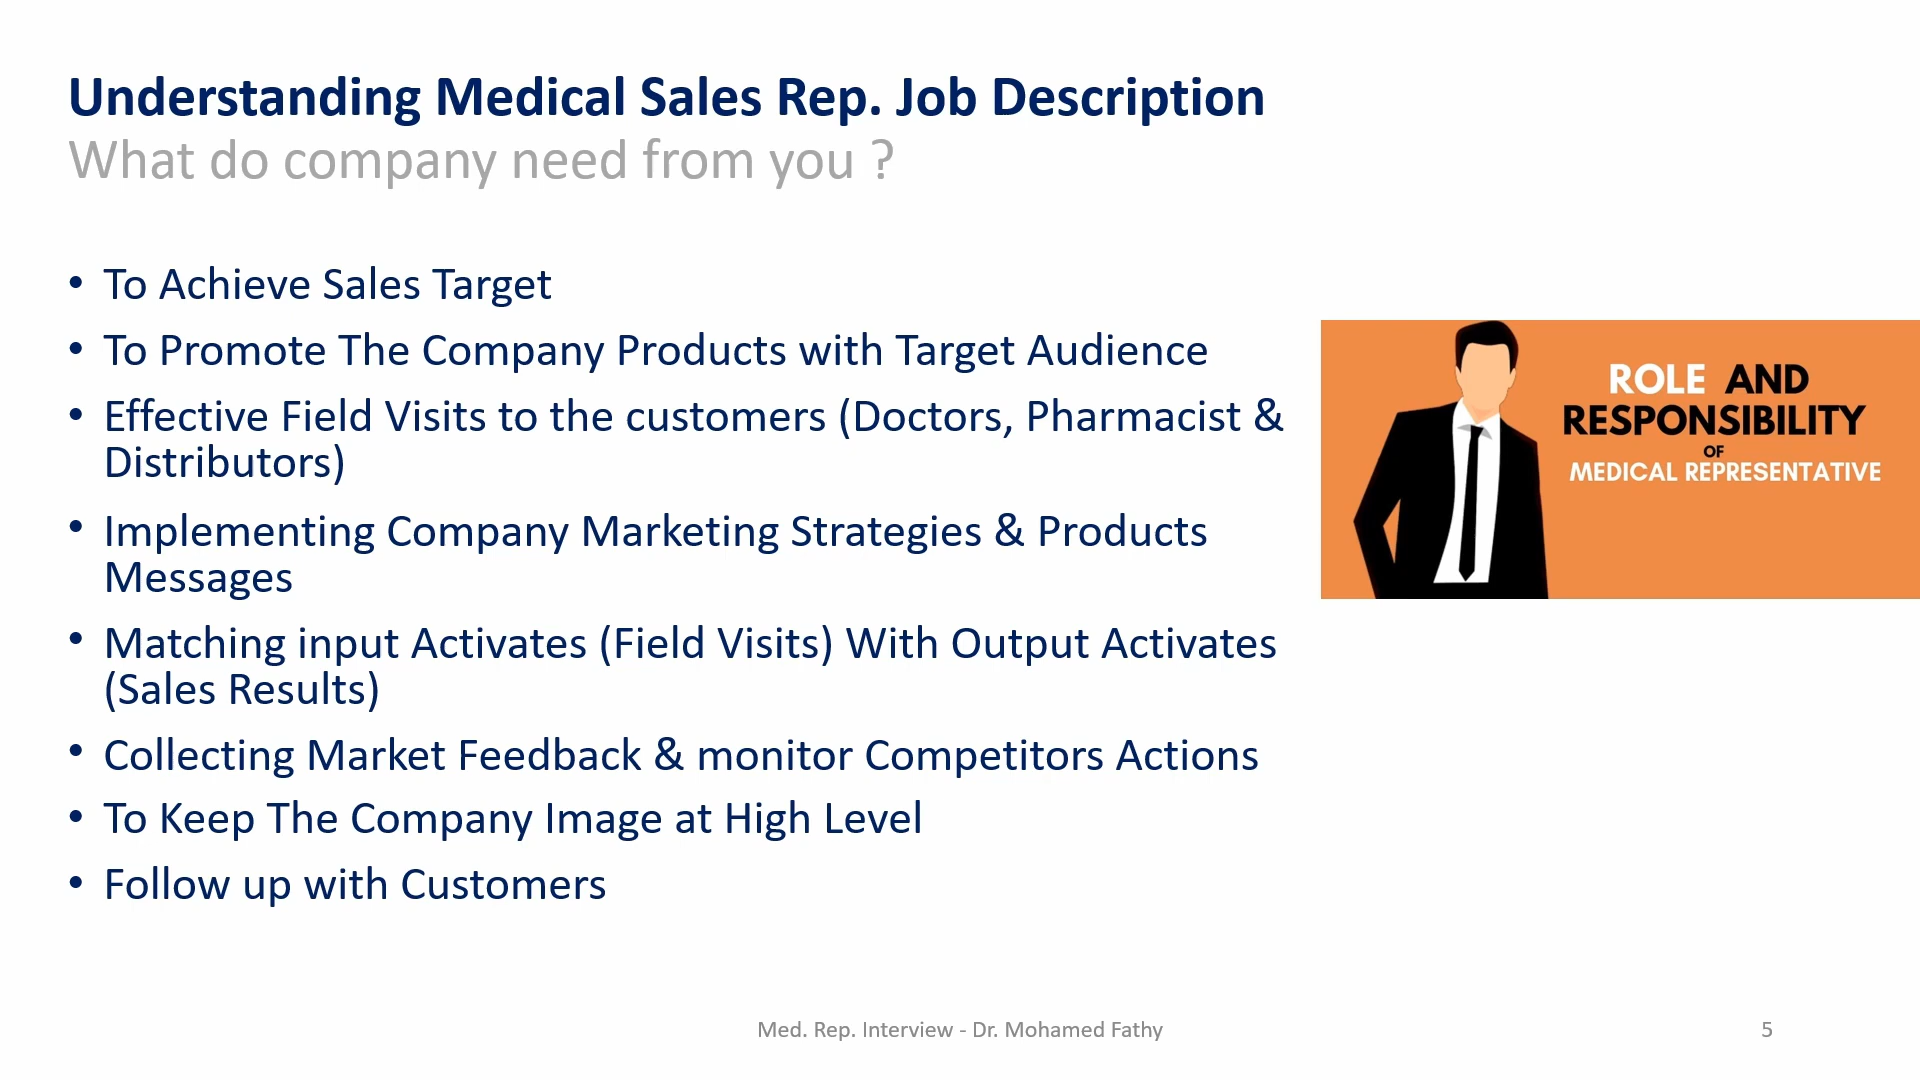 Understanding Medical Sales Rep. Job Description
What do company need from you ?
• To Achieve Sales Target
• To Promote The Company Products with Target Audience
• Effective Field Visits to the customers (Doctors, Pharmacist &
Distributors)
• Implementing Company Marketing Strategies & Products
Messages
• Matching input Activates (Field Visits) With Output Activates
(Sales Results)
• Collecting Market Feedback & monitor Competitors Actions
• To Keep The Company Image at High Level
• Follow up with Customers
ROLE AND
RESPONSIBILITY
OF
MEDICAL REPRESENTATIVE
Med. Rep. Interview - Dr. Mohamed Fathy
5